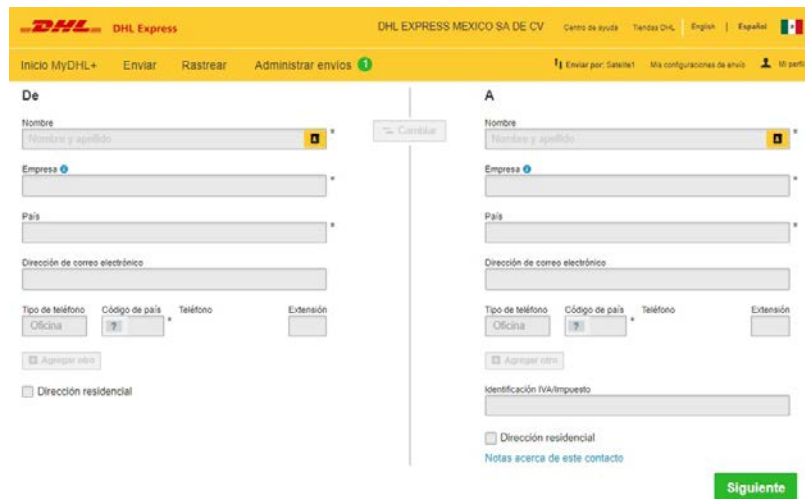 DHL DHL Express DHL EXPRESS MEXICO SA DE CV Centro de ayuda Tiendas DHL English | Español
Inicio MyDHL+ Enviar Rastrear Administrar envíos 1 Enviar por: Satelite1 Mis configuraciones de envío Mi perfil
De
Nombre
Nombre y apellido *
Empresa
*
País
*
Dirección de correo electrónico
Tipo de teléfono Código de país Teléfono Extensión
Oficina ? *
Agregar otro
Dirección residencial
Cambiar
A
Nombre
Nombre y apellido *
Empresa
*
País
*
Dirección de correo electrónico
Tipo de teléfono Código de país Teléfono Extensión
Oficina ? *
Agregar otro
Identificación IVA/Impuesto
Dirección residencial
Notas acerca de este contacto
Siguiente